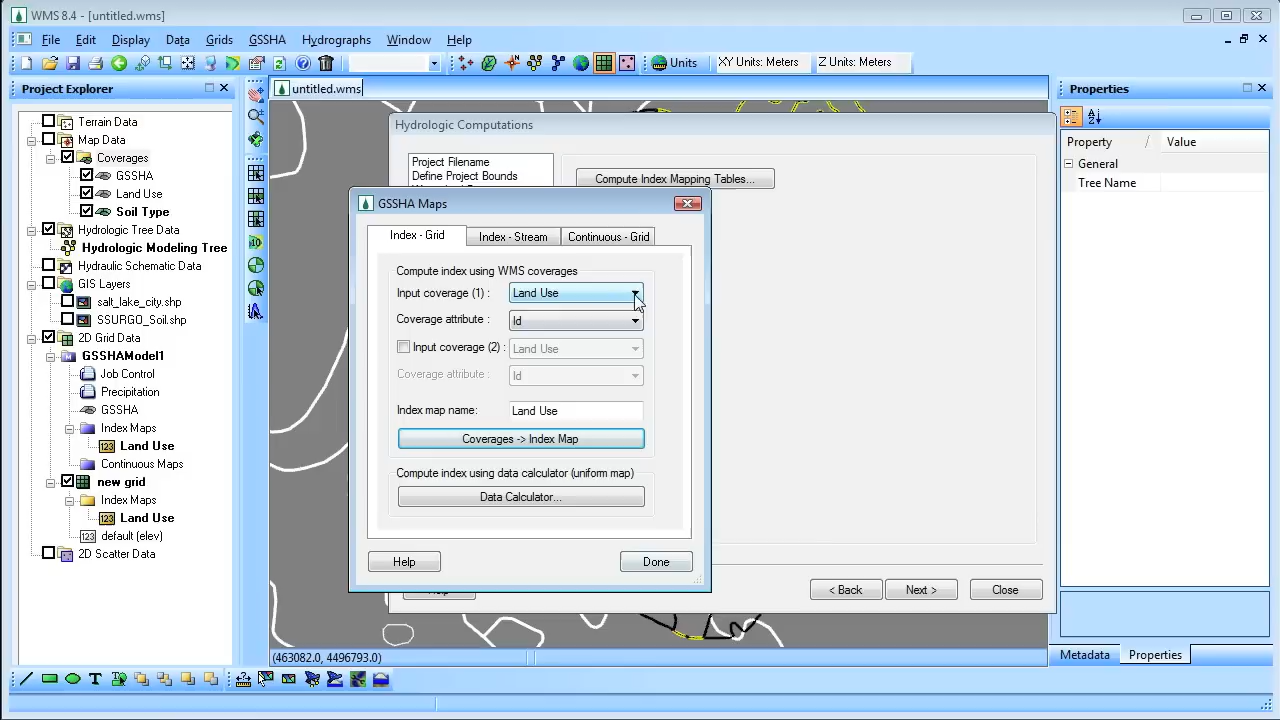 WMS 8.4 - [untitled.wms]
File Edit Display Data Grids GSSHA Hydrographs Window Help
Units XY Units: Meters Z Units: Meters
Project Explorer
Terrain Data
Map Data
Coverages
GSSHA
Land Use
Soil Type
Hydrologic Tree Data
Hydrologic Modeling Tree
Hydraulic Schematic Data
GIS Layers
salt_lake_city.shp
SSURGO_Soil.shp
2D Grid Data
GSSHAModel1
Job Control
Precipitation
GSSHA
Index Maps
Land Use
Continuous Maps
new grid
Index Maps
Land Use
default (elev)
2D Scatter Data
untitled.wms
Hydrologic Computations
Project Filename
Define Project Bounds
Compute Index Mapping Tables...
GSSHA Maps
Index - Grid Index - Stream Continuous - Grid
Compute index using WMS coverages
Input coverage (1) : Land Use
Coverage attribute : Id
Input coverage (2) : Land Use
Coverage attribute : Id
Index map name: Land Use
Coverages -> Index Map
Compute index using data calculator (uniform map)
Data Calculator...
Help Done
< Back Next > Close
(463082.0, 4496793.0)
Properties
Property Value
General
Tree Name
Metadata Properties